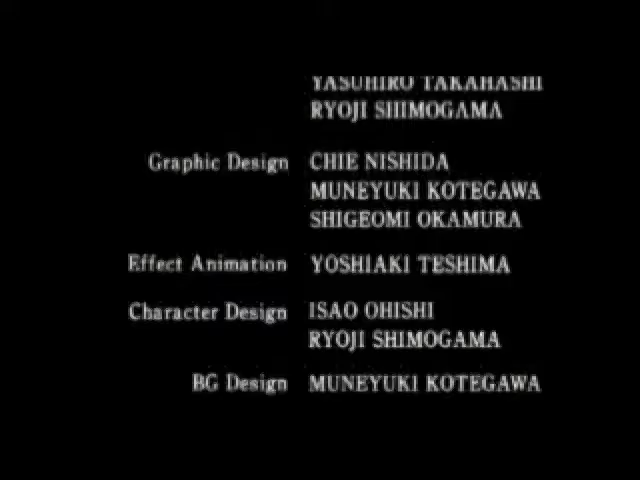 YASUHIRO TAKAHASHI
RYOJI SHIMOGAMA
Graphic Design CHIE NISHIDA
MUNEYUKI KOTEGAWA
SHIGEOMI OKAMURA
Effect Animation YOSHIAKI TESHIMA
Character Design ISAO OHISHI
RYOJI SHIMOGAMA
BG Design MUNEYUKI KOTEGAWA